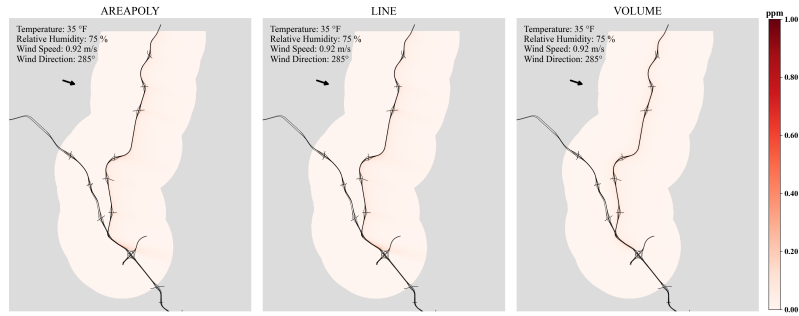 AREAPOLY
LINE
VOLUME
ppm
Temperature: 35 °F
Relative Humidity: 75 %
Wind Speed: 0.92 m/s
Wind Direction: 285°
Temperature: 35 °F
Relative Humidity: 75 %
Wind Speed: 0.92 m/s
Wind Direction: 285°
Temperature: 35 °F
Relative Humidity: 75 %
Wind Speed: 0.92 m/s
Wind Direction: 285°
1.00
0.80
0.60
0.40
0.20
0.00